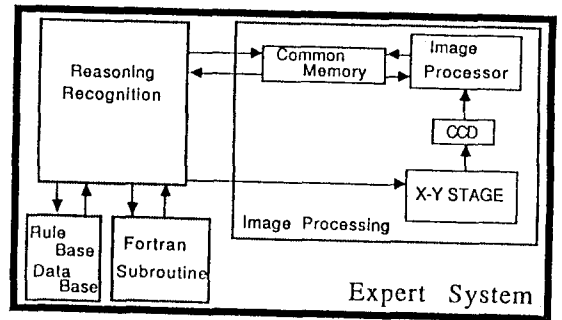 Reasoning
Recognition
Common
Memory
Image
Processor
CCD
X-Y STAGE
Image Processing
Rule
Base
Data
Base
Fortran
Subroutine
Expert System